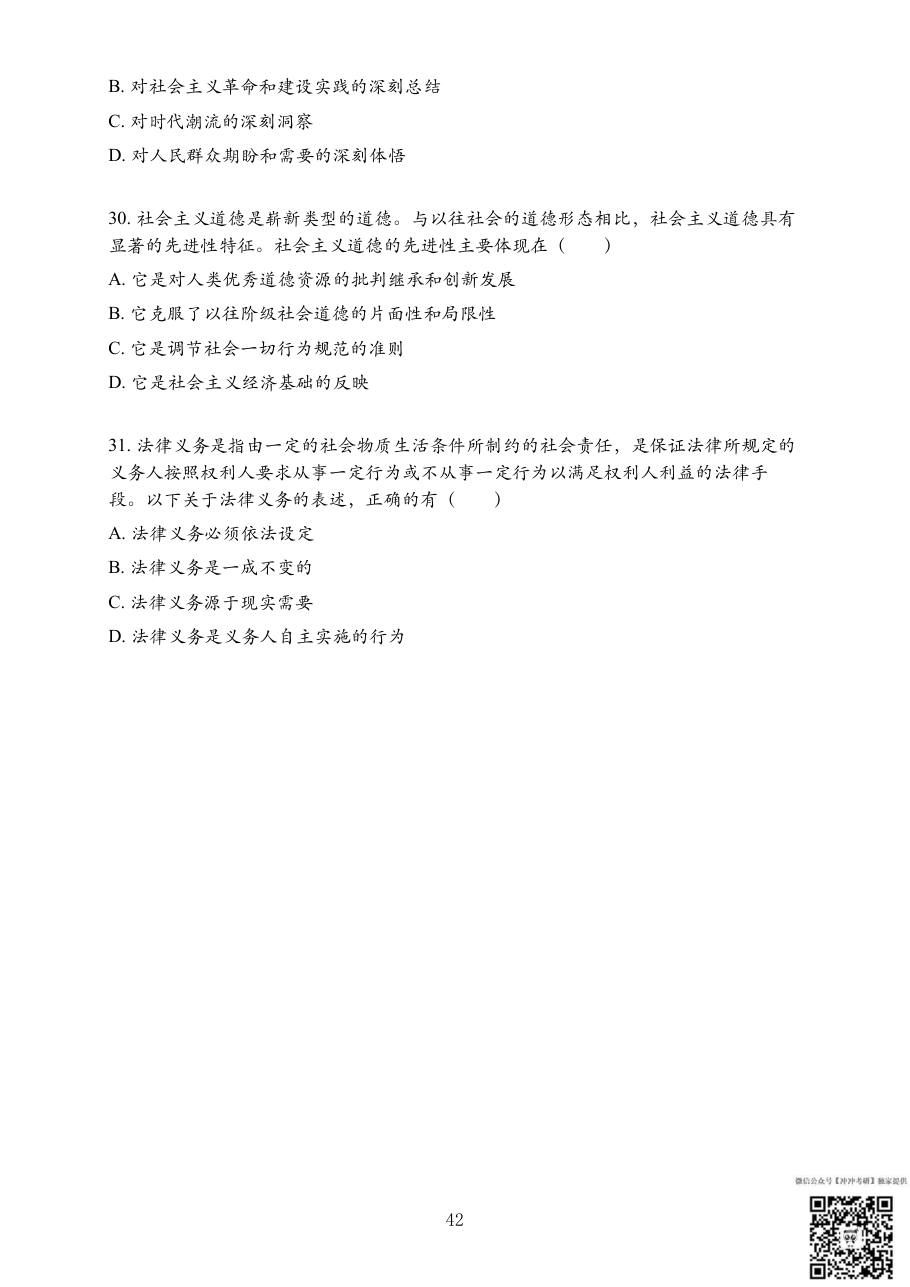 B. 对社会主义革命和建设实践的深刻总结
C. 对时代潮流的深刻洞察
D. 对人民群众期盼和需要的深刻体悟
30. 社会主义道德是崭新类型的道德。与以往社会的道德形态相比，社会主义道德具有
显著的先进性特征。社会主义道德的先进性主要体现在（　　）
A. 它是对人类优秀道德资源的批判继承和创新发展
B. 它克服了以往阶级社会道德的片面性和局限性
C. 它是调节社会一切行为规范的准则
D. 它是社会主义经济基础的反映
31. 法律义务是指由一定的社会物质生活条件所制约的社会责任，是保证法律所规定的
义务人按照权利人要求从事一定行为或不从事一定行为以满足权利人利益的法律手
段。以下关于法律义务的表述，正确的有（　　）
A. 法律义务必须依法设定
B. 法律义务是一成不变的
C. 法律义务源于现实需要
D. 法律义务是义务人自主实施的行为
微信公众号【冲冲考研】独家提供
42